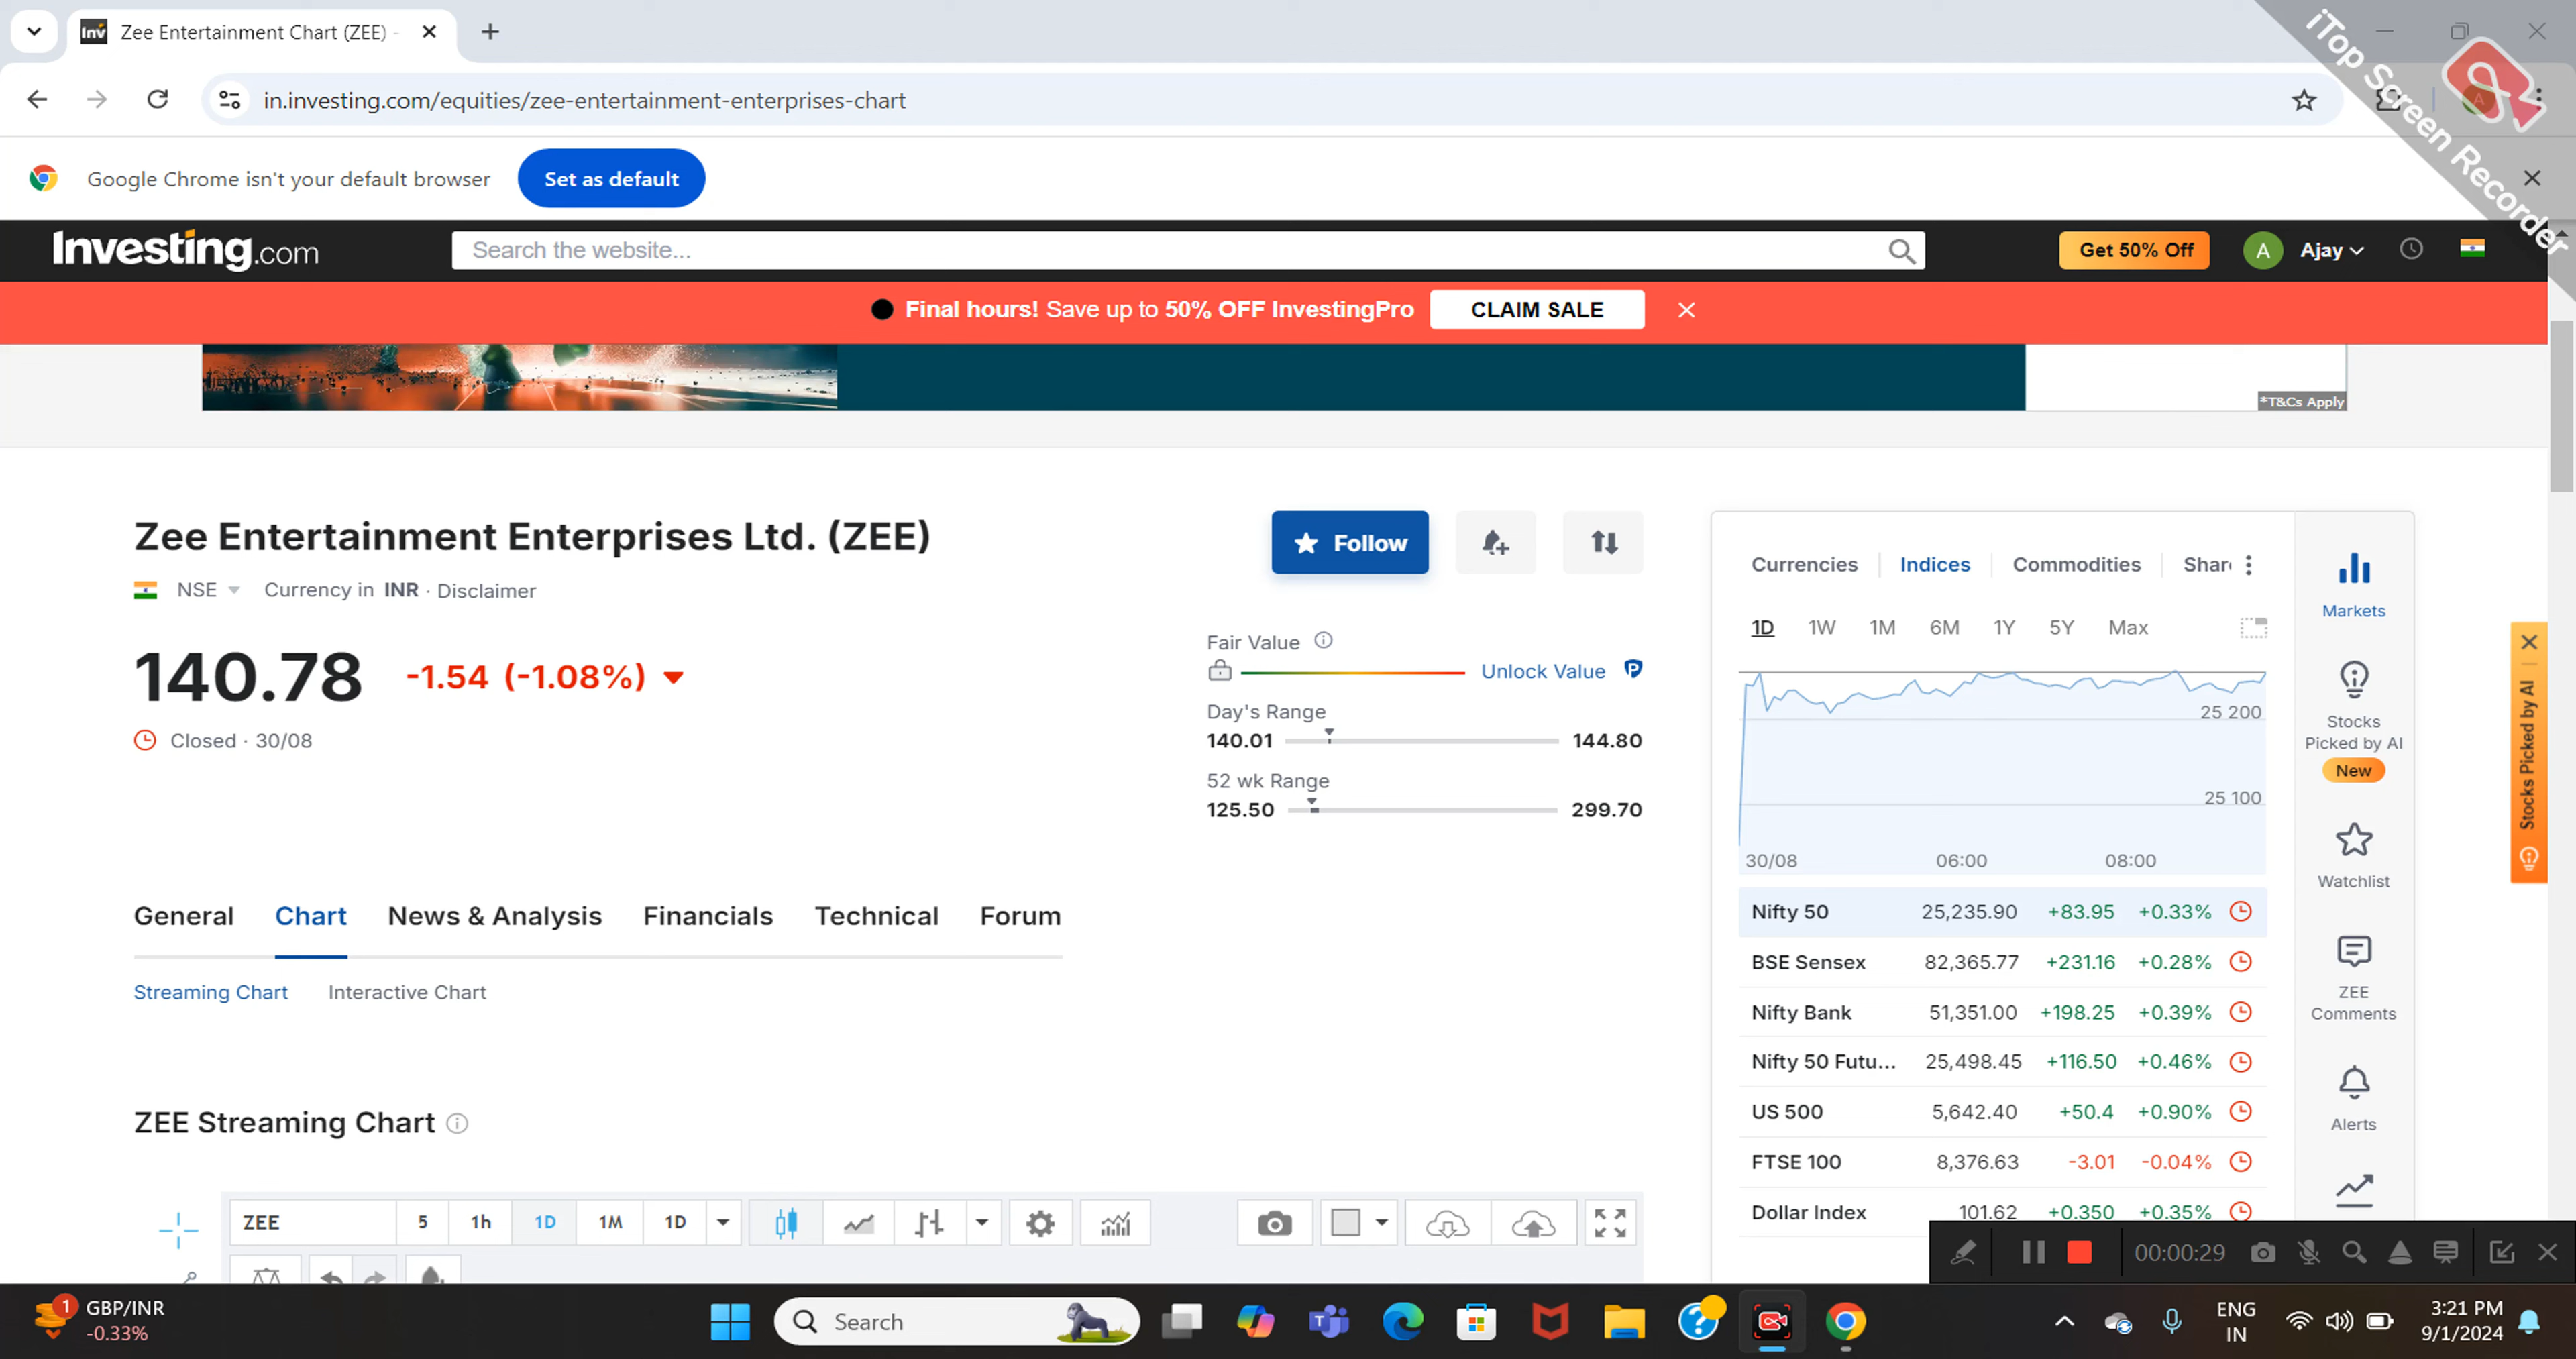 Zee Entertainment Chart (ZEE) -
in.investing.com/equities/zee-entertainment-enterprises-chart
iTop Screen Recorder
Google Chrome isn't your default browser
Set as default
Investing.com
Search the website...
Get 50% Off
A
Ajay
Final hours! Save up to 50% OFF InvestingPro
CLAIM SALE
*T&Cs Apply
Zee Entertainment Enterprises Ltd. (ZEE)
NSE
Currency in INR · Disclaimer
140.78
-1.54 (-1.08%)
Closed · 30/08
Follow
Fair Value
Unlock Value
Day's Range
140.01
144.80
52 wk Range
125.50
299.70
General
Chart
News & Analysis
Financials
Technical
Forum
Streaming Chart
Interactive Chart
ZEE Streaming Chart
ZEE
5
1h
1D
1M
1D
Currencies
Indices
Commodities
Shar
1D
1W
1M
6M
1Y
5Y
Max
25 200
25 100
30/08
06:00
08:00
Nifty 50 25,235.90 +83.95 +0.33%
BSE Sensex 82,365.77 +231.16 +0.28%
Nifty Bank 51,351.00 +198.25 +0.39%
Nifty 50 Futu... 25,498.45 +116.50 +0.46%
US 500 5,642.40 +50.4 +0.90%
FTSE 100 8,376.63 -3.01 -0.04%
Dollar Index 101.62 +0.350 +0.35%
Markets
Stocks
Picked by AI
New
Watchlist
ZEE
Comments
Alerts
Stocks Picked by AI
00:00:29
1
GBP/INR
-0.33%
Search
ENG
IN
3:21 PM
9/1/2024